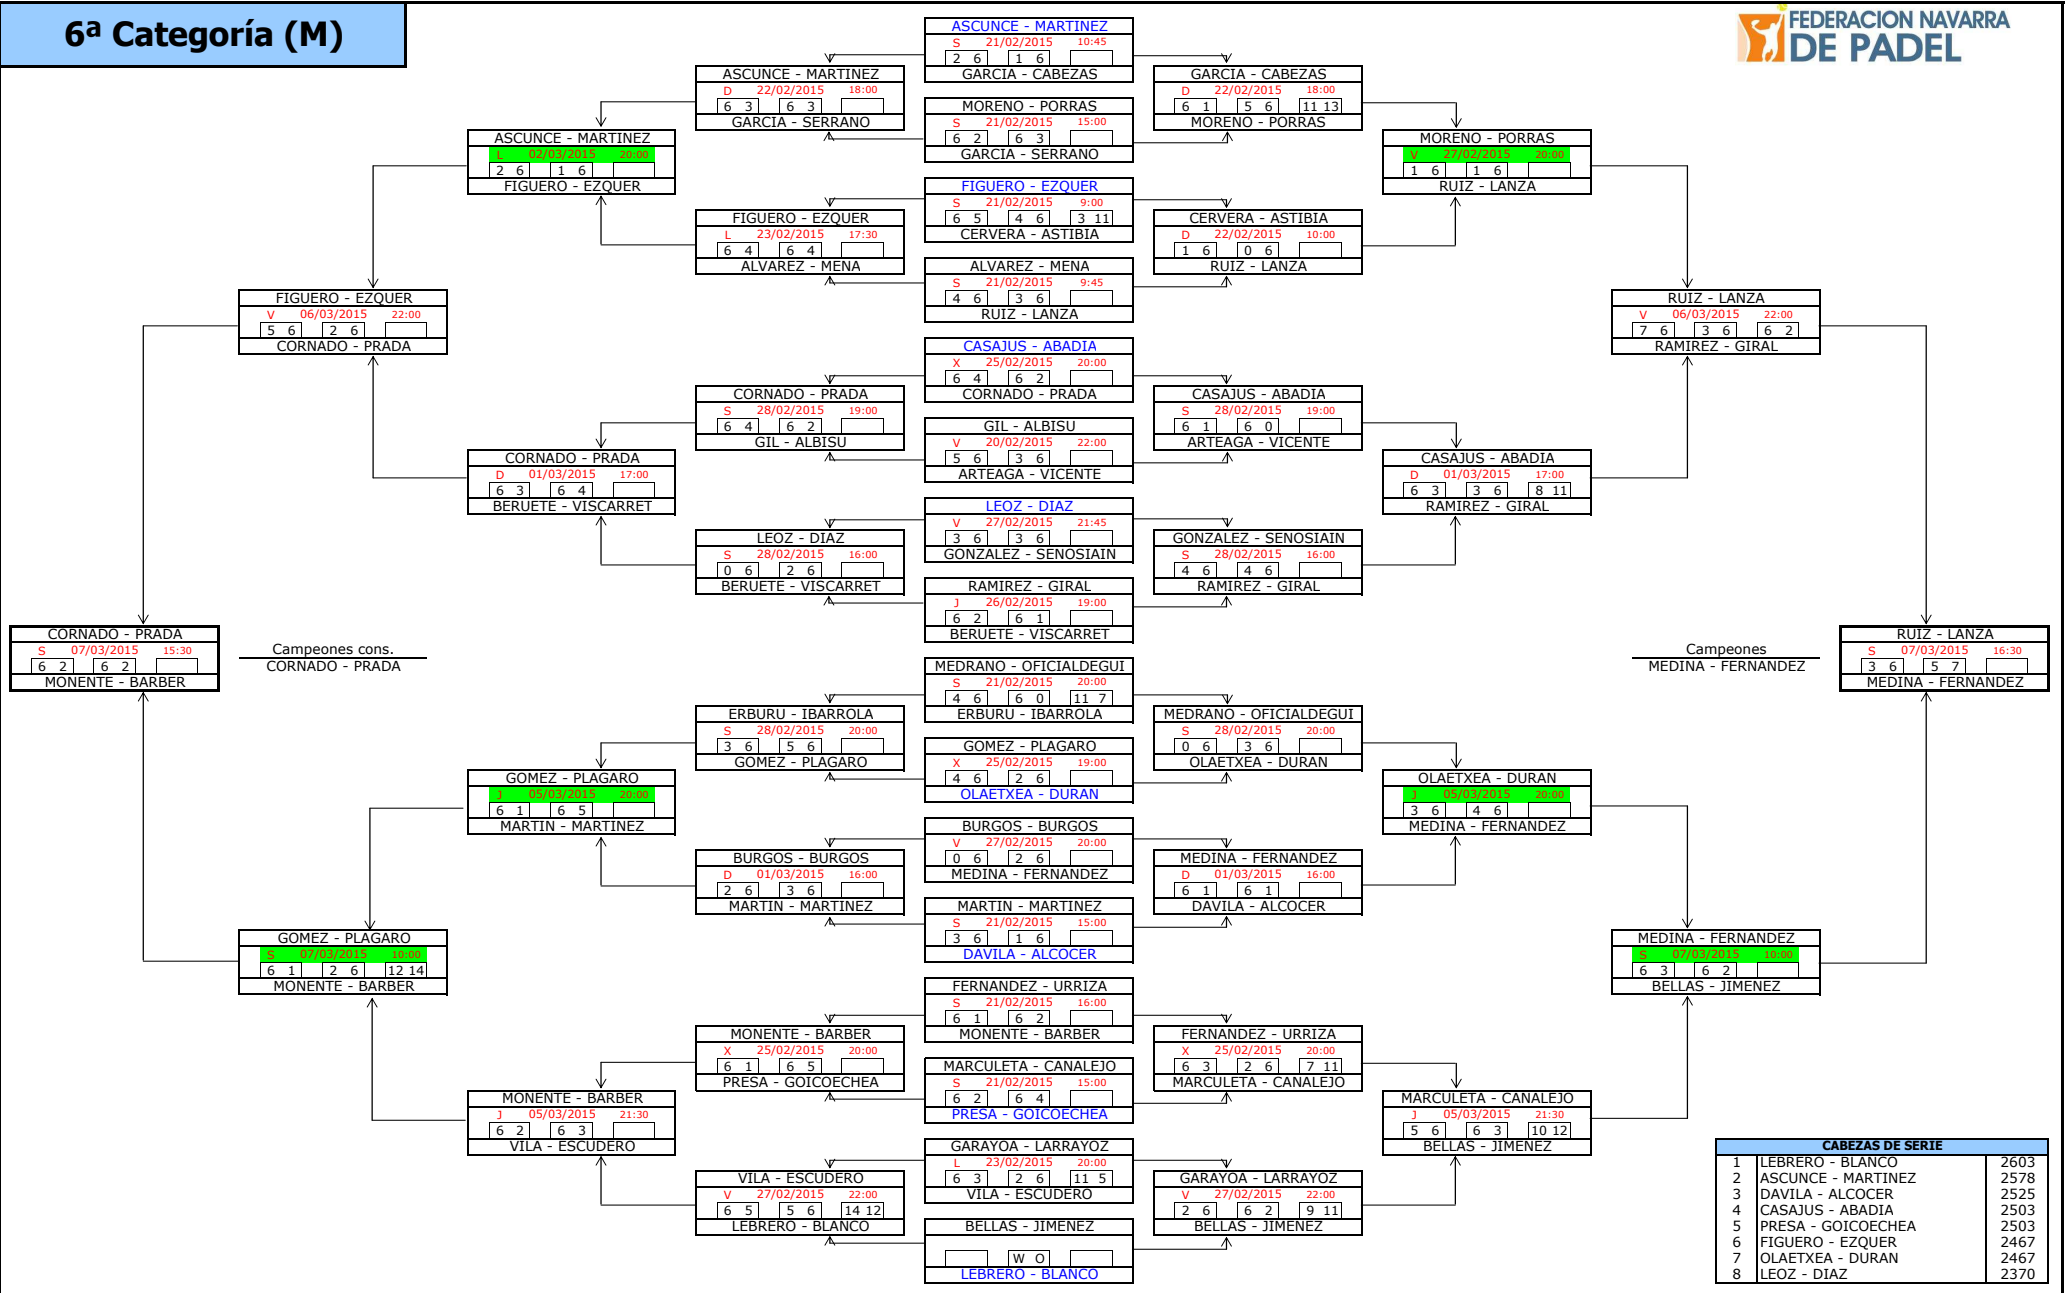 6ª Categoría (M)
FEDERACION NAVARRA
DE PADEL
ASCUNCE - MARTINEZ
S 21/02/2015 10:45
2 6 1 6
GARCIA - CABEZAS
MORENO - PORRAS
S 21/02/2015 15:00
6 2 6 3
GARCIA - SERRANO
FIGUERO - EZQUER
S 21/02/2015 9:00
6 5 4 6 3 11
CERVERA - ASTIBIA
ALVAREZ - MENA
S 21/02/2015 9:45
4 6 3 6
RUIZ - LANZA
CASAJUS - ABADIA
X 25/02/2015 20:00
6 4 6 2
CORNADO - PRADA
GIL - ALBISU
V 20/02/2015 22:00
5 6 3 6
ARTEAGA - VICENTE
LEOZ - DIAZ
V 27/02/2015 21:45
3 6 3 6
GONZALEZ - SENOSIAIN
RAMIREZ - GIRAL
J 26/02/2015 19:00
6 2 6 1
BERUETE - VISCARRET
MEDRANO - OFICIALDEGUI
S 21/02/2015 20:00
4 6 6 0 11 7
ERBURU - IBARROLA
GOMEZ - PLAGARO
X 25/02/2015 19:00
4 6 2 6
OLAETXEA - DURAN
BURGOS - BURGOS
V 27/02/2015 20:00
0 6 2 6
MEDINA - FERNANDEZ
MARTIN - MARTINEZ
S 21/02/2015 15:00
3 6 1 6
DAVILA - ALCOCER
FERNANDEZ - URRIZA
S 21/02/2015 16:00
6 1 6 2
MONENTE - BARBER
MARCULETA - CANALEJO
S 21/02/2015 15:00
6 2 6 4
PRESA - GOICOECHEA
GARAYOA - LARRAYOZ
L 23/02/2015 20:00
6 3 2 6 11 5
VILA - ESCUDERO
BELLAS - JIMENEZ
W O
LEBRERO - BLANCO
ASCUNCE - MARTINEZ
D 22/02/2015 18:00
6 3 6 3
GARCIA - SERRANO
FIGUERO - EZQUER
L 23/02/2015 17:30
6 4 6 4
ALVAREZ - MENA
CORNADO - PRADA
S 28/02/2015 19:00
6 4 6 2
GIL - ALBISU
LEOZ - DIAZ
S 28/02/2015 16:00
0 6 2 6
BERUETE - VISCARRET
ERBURU - IBARROLA
S 28/02/2015 20:00
3 6 5 6
GOMEZ - PLAGARO
BURGOS - BURGOS
D 01/03/2015 16:00
2 6 3 6
MARTIN - MARTINEZ
MONENTE - BARBER
X 25/02/2015 20:00
6 1 6 5
PRESA - GOICOECHEA
VILA - ESCUDERO
V 27/02/2015 22:00
6 5 5 6 14 12
LEBRERO - BLANCO
ASCUNCE - MARTINEZ
L 02/03/2015 20:00
2 6 1 6
FIGUERO - EZQUER
CORNADO - PRADA
D 01/03/2015 17:00
6 3 6 4
BERUETE - VISCARRET
GOMEZ - PLAGARO
J 05/03/2015 20:00
6 1 6 5
MARTIN - MARTINEZ
MONENTE - BARBER
J 05/03/2015 21:30
6 2 6 3
VILA - ESCUDERO
FIGUERO - EZQUER
V 06/03/2015 22:00
5 6 2 6
CORNADO - PRADA
GOMEZ - PLAGARO
S 07/03/2015 10:00
6 1 2 6 12 14
MONENTE - BARBER
CORNADO - PRADA
S 07/03/2015 15:30
6 2 6 2
MONENTE - BARBER
Campeones cons.
CORNADO - PRADA
GARCIA - CABEZAS
D 22/02/2015 18:00
6 1 5 6 11 13
MORENO - PORRAS
CERVERA - ASTIBIA
D 22/02/2015 10:00
1 6 0 6
RUIZ - LANZA
CASAJUS - ABADIA
S 28/02/2015 19:00
6 1 6 0
ARTEAGA - VICENTE
GONZALEZ - SENOSIAIN
S 28/02/2015 16:00
4 6 4 6
RAMIREZ - GIRAL
MEDRANO - OFICIALDEGUI
S 28/02/2015 20:00
0 6 3 6
OLAETXEA - DURAN
MEDINA - FERNANDEZ
D 01/03/2015 16:00
6 1 6 1
DAVILA - ALCOCER
FERNANDEZ - URRIZA
X 25/02/2015 20:00
6 3 2 6 7 11
MARCULETA - CANALEJO
GARAYOA - LARRAYOZ
V 27/02/2015 22:00
2 6 6 2 9 11
BELLAS - JIMENEZ
MORENO - PORRAS
V 27/02/2015 20:00
1 6 1 6
RUIZ - LANZA
CASAJUS - ABADIA
D 01/03/2015 17:00
6 3 3 6 8 11
RAMIREZ - GIRAL
OLAETXEA - DURAN
J 05/03/2015 20:00
3 6 4 6
MEDINA - FERNANDEZ
MARCULETA - CANALEJO
J 05/03/2015 21:30
5 6 6 3 10 12
BELLAS - JIMENEZ
RUIZ - LANZA
V 06/03/2015 22:00
7 6 3 6 6 2
RAMIREZ - GIRAL
MEDINA - FERNANDEZ
S 07/03/2015 10:00
6 3 6 2
BELLAS - JIMENEZ
Campeones
MEDINA - FERNANDEZ
RUIZ - LANZA
S 07/03/2015 16:30
3 6 5 7
MEDINA - FERNANDEZ
CABEZAS DE SERIE
1 LEBRERO - BLANCO 2603
2 ASCUNCE - MARTINEZ 2578
3 DAVILA - ALCOCER 2525
4 CASAJUS - ABADIA 2503
5 PRESA - GOICOECHEA 2503
6 FIGUERO - EZQUER 2467
7 OLAETXEA - DURAN 2467
8 LEOZ - DIAZ 2370